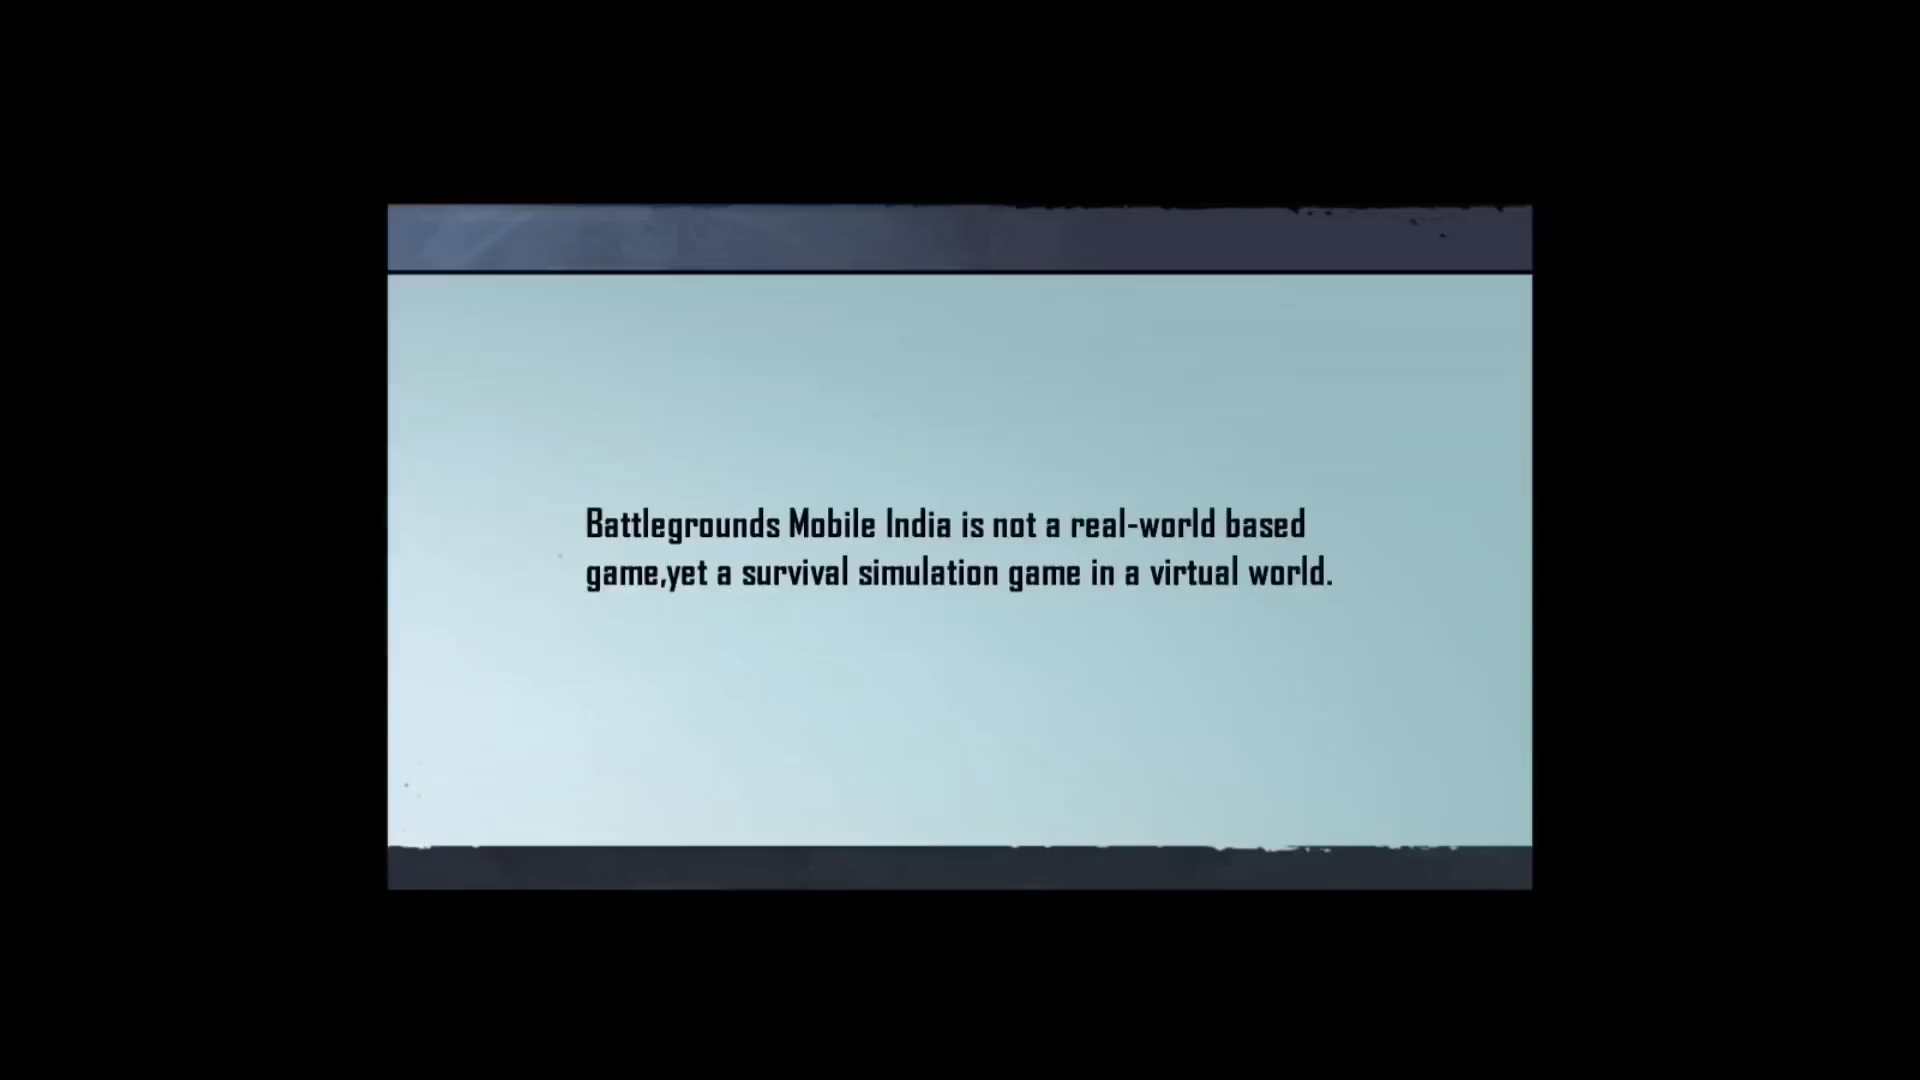 Battlegrounds Mobile India is not a real-world based
game,yet a survival simulation game in a virtual world.